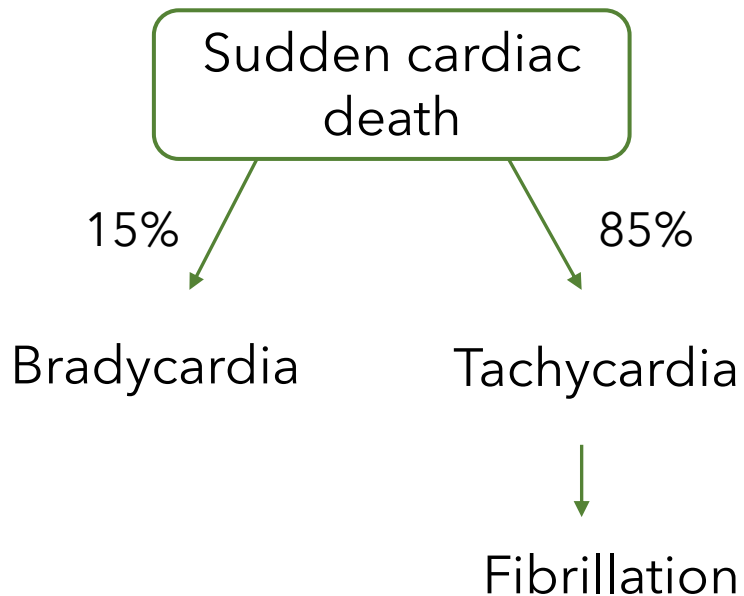 Sudden cardiac
death
15%
85%
Bradycardia
Tachycardia
Fibrillation